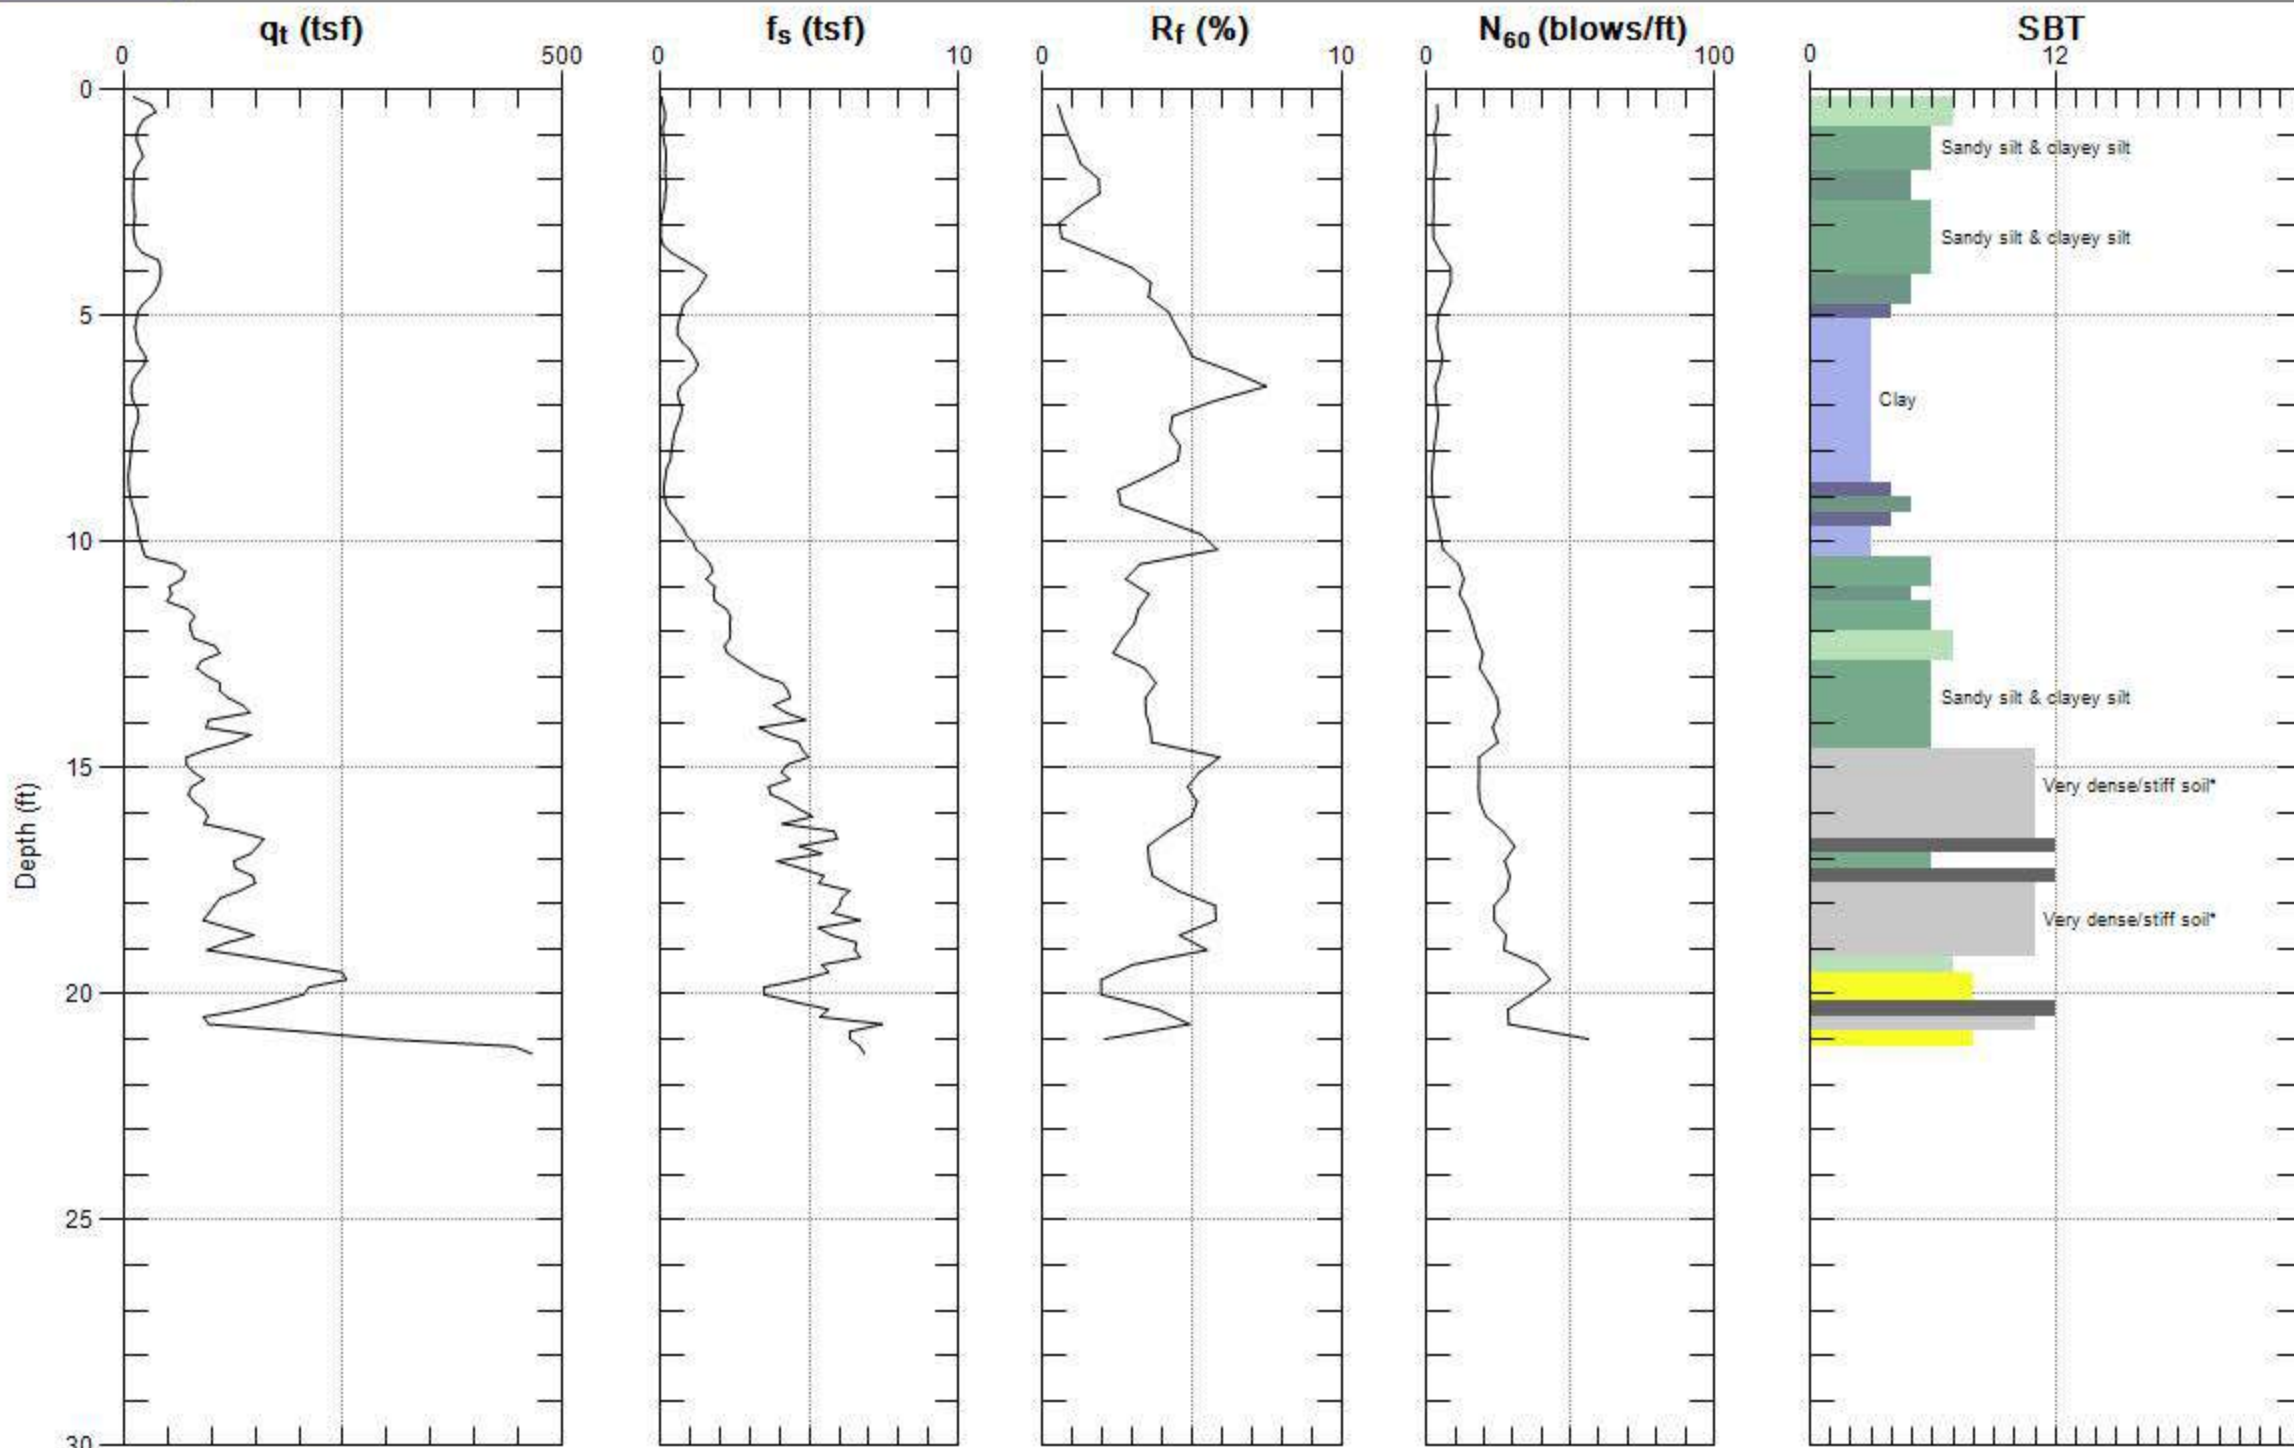 qt (tsf) fs (tsf) Rf (%) N60 (blows/ft) SBT
0 500 0 10 0 10 0 100 0 12
0
Sandy silt & clayey silt
Sandy silt & clayey silt
5
Clay
10
Sandy silt & clayey silt
15
Very dense/stiff soil*
Depth (ft)
Very dense/stiff soil*
20
25
30